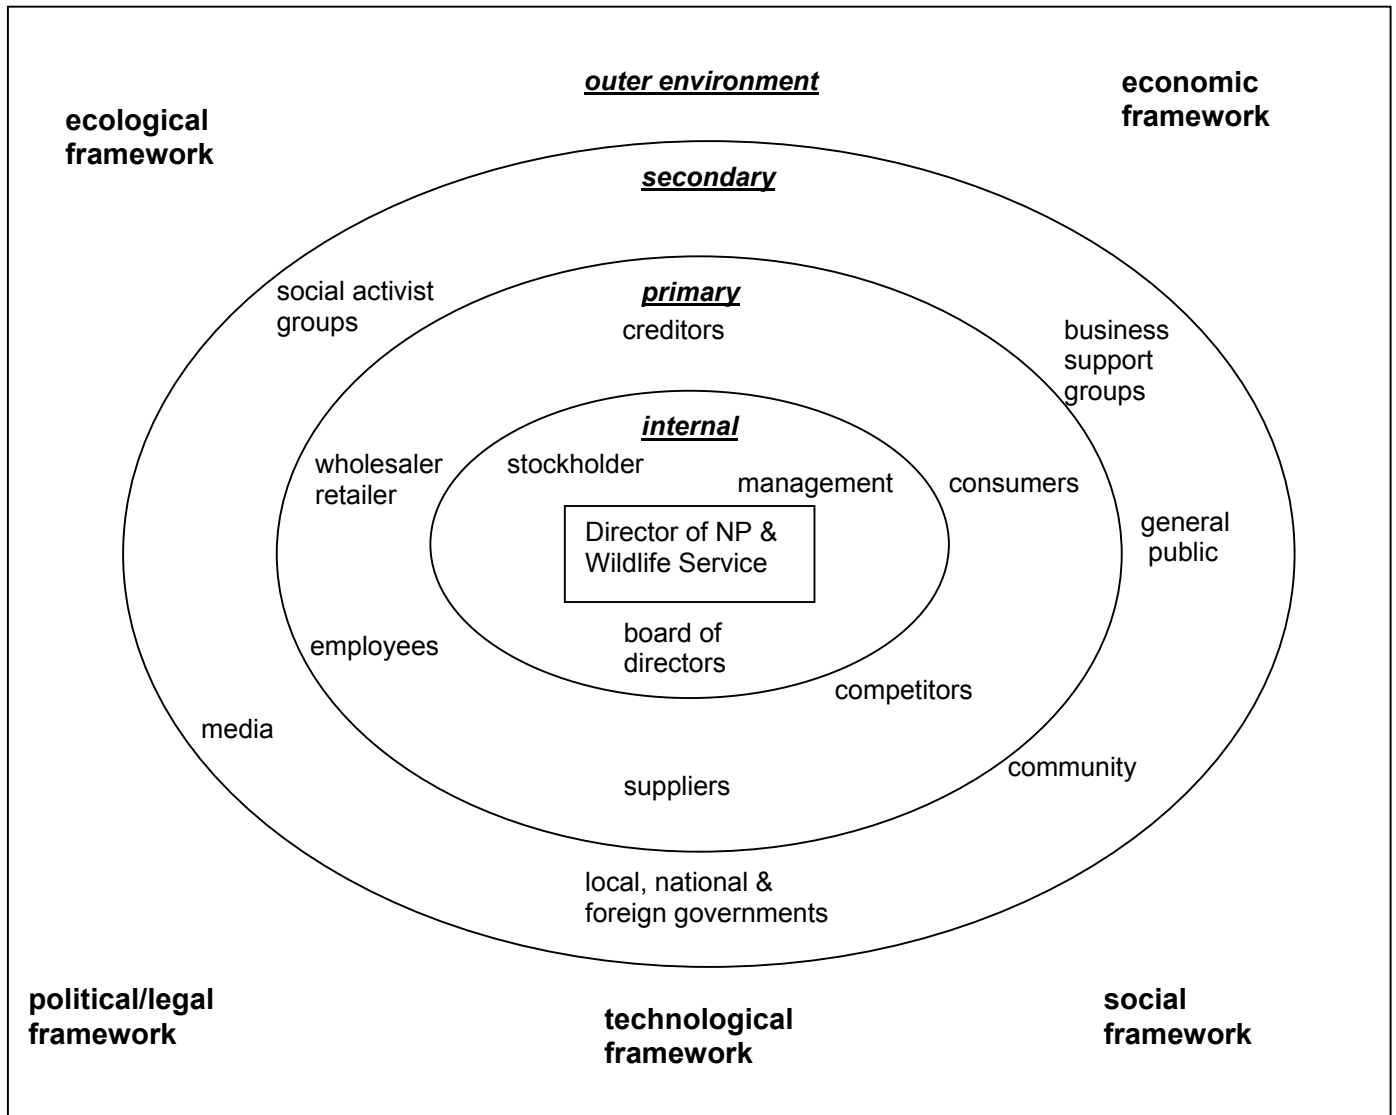 outer environment
economic
framework
ecological
framework
secondary
social activist
groups
primary
creditors
business
support
groups
internal
wholesaler
retailer
stockholder
management
consumers
Director of NP &
Wildlife Service
general
public
employees
board of
directors
competitors
media
suppliers
community
local, national &
foreign governments
political/legal
framework
technological
framework
social
framework